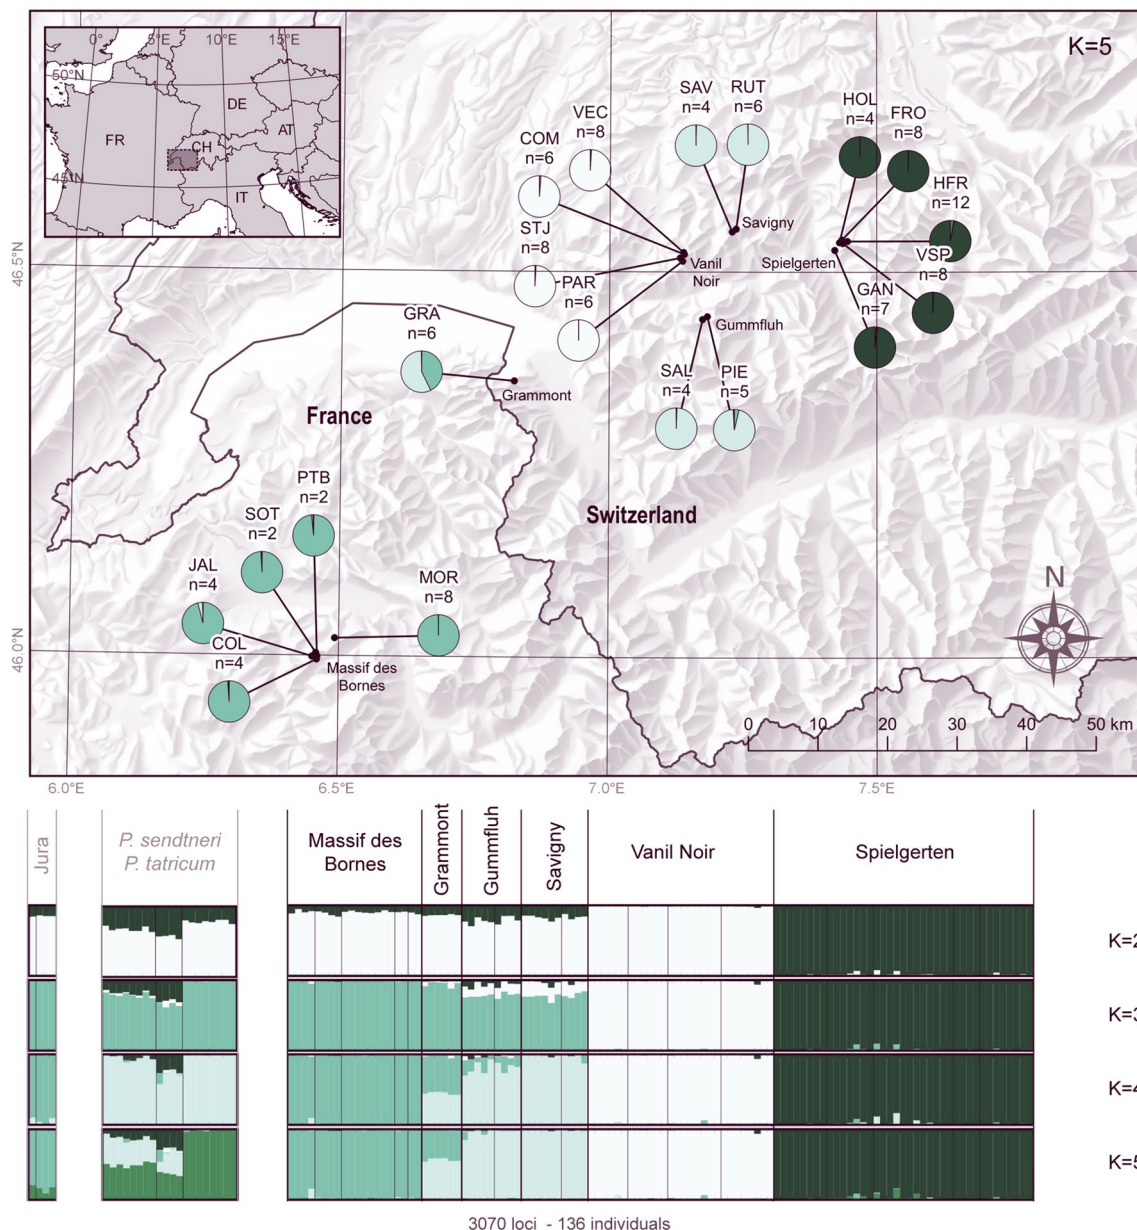 0°
5°E
10°E
15°E
K=5
50°N
DE
FR
CH
AT
45°N
IT
SAV
n=4
RUT
n=6
HOL
n=4
FRO
n=8
VEC
n=8
COM
n=6
HFR
n=12
STJ
n=8
Savigny
46.5°N
Vanil
Noir
Spielgerten
VSP
n=8
PAR
n=6
GAN
n=7
GRA
n=6
Gummfluh
SAL
n=4
PIE
n=5
Grammont
France
PTB
n=2
Switzerland
SOT
n=2
JAL
n=4
MOR
n=8
N
COL
n=4
46.0°N
Massif des
Bornes
0 10 20 30 40 50 km
6.0°E
6.5°E
7.0°E
7.5°E
Jura
P. sendtneri
P. tatricum
Massif des
Bornes
Grammont
Gummfluh
Savigny
Vanil Noir
Spielgerten
K=2
K=3
K=4
K=5
3070 loci - 136 individuals